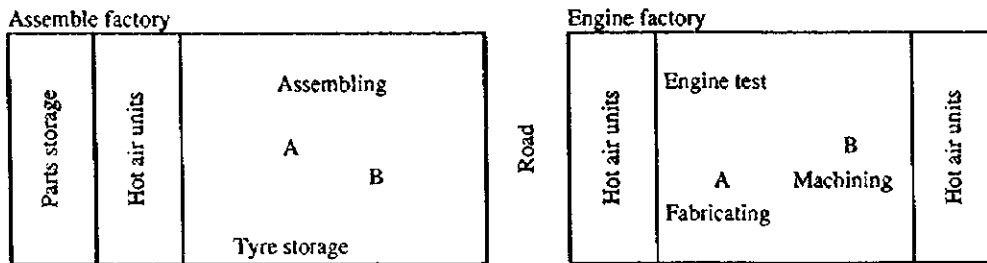 Assemble factory
Parts storage
Hot air units
Assembling
A
B
Tyre storage
Road
Engine factory
Hot air units
Engine test
B
A
Machining
Fabricating
Hot air units